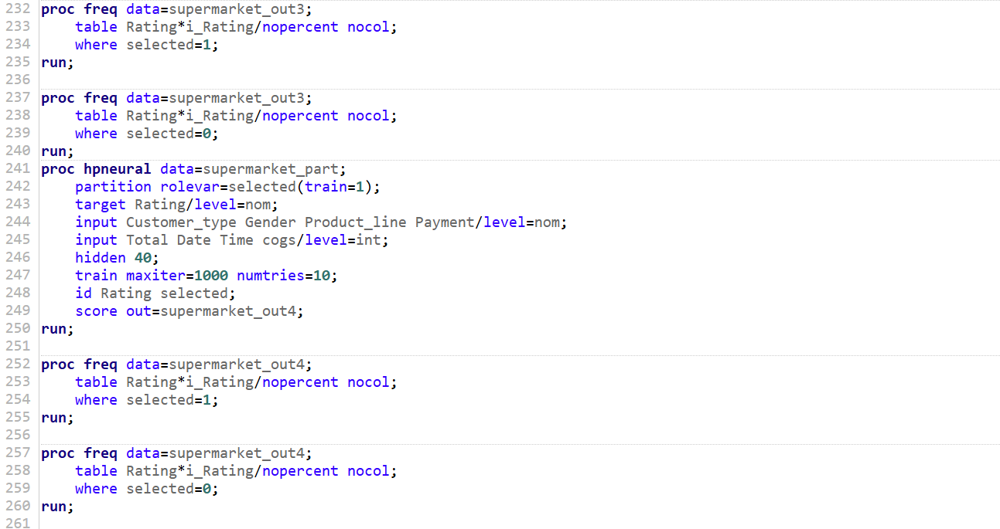 232 proc freq data=supermarket_out3;
233 table Rating*i_Rating/nopercent nocol;
234 where selected=1;
235 run;
236
237 proc freq data=supermarket_out3;
238 table Rating*i_Rating/nopercent nocol;
239 where selected=0;
240 run;
241 proc hpneural data=supermarket_part;
242 partition rolevar=selected(train=1);
243 target Rating/level=nom;
244 input Customer_type Gender Product_line Payment/level=nom;
245 input Total Date Time cogs/level=int;
246 hidden 40;
247 train maxiter=1000 numtries=10;
248 id Rating selected;
249 score out=supermarket_out4;
250 run;
251
252 proc freq data=supermarket_out4;
253 table Rating*i_Rating/nopercent nocol;
254 where selected=1;
255 run;
256
257 proc freq data=supermarket_out4;
258 table Rating*i_Rating/nopercent nocol;
259 where selected=0;
260 run;
261